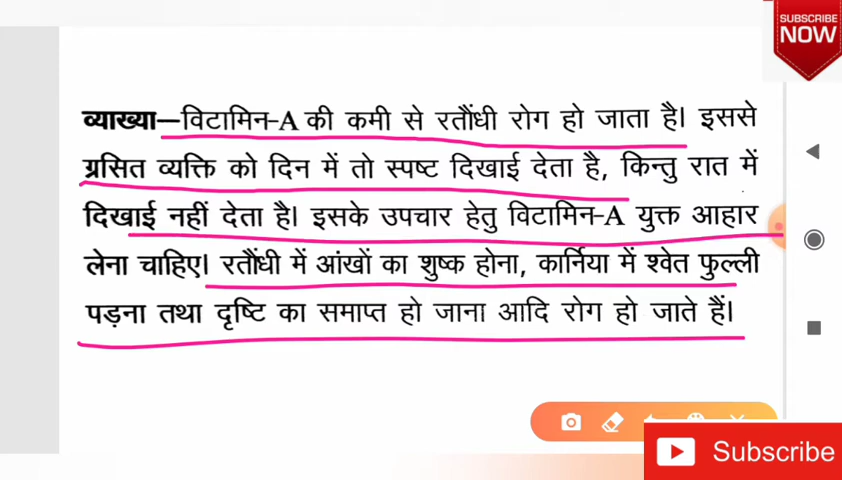 SUBSCRIBE
NOW
व्याख्या–विटामिन-A की कमी से रतौंधी रोग हो जाता है। इससे
ग्रसित व्यक्ति को दिन में तो स्पष्ट दिखाई देता है, किन्तु रात में
दिखाई नहीं देता है। इसके उपचार हेतु विटामिन-A युक्त आहार
लेना चाहिए। रतौंधी में आंखों का शुष्क होना, कार्निया में श्वेत फुल्ली
पड़ना तथा दृष्टि का समाप्त हो जाना आदि रोग हो जाते हैं।
Subscribe